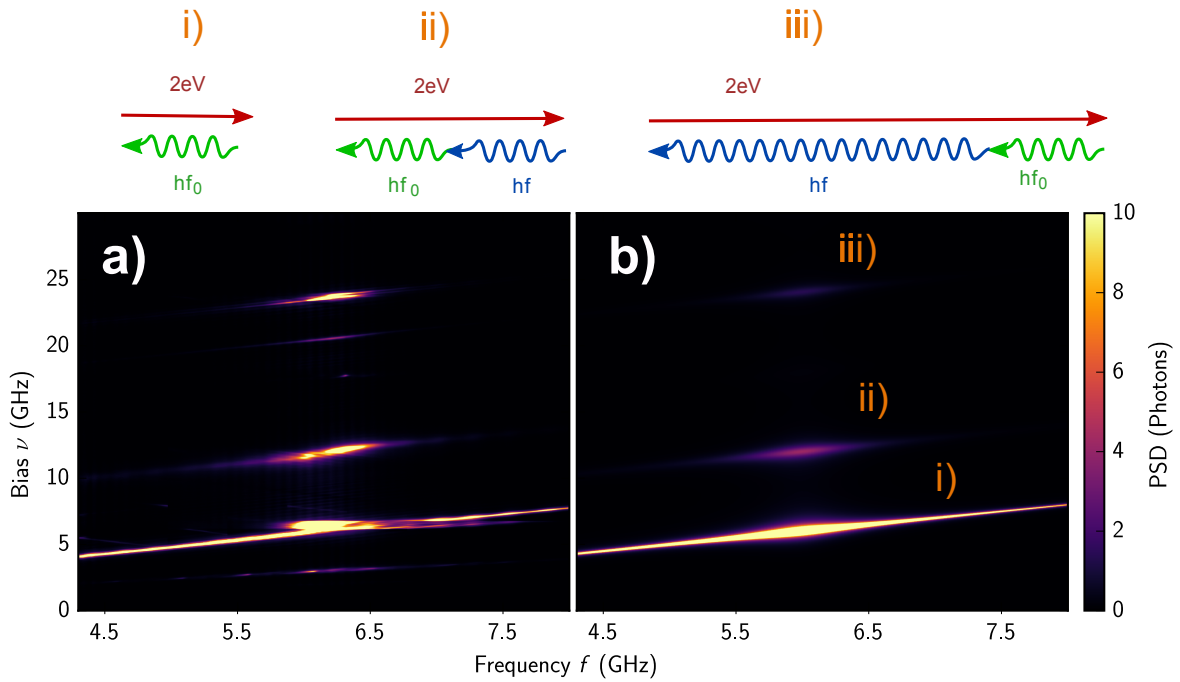 i) ii) iii)
2eV 2eV 2eV
hf₀ hf₀ hf hf hf₀
a) b)
iii)
ii)
i)
25
20
15
10
5
0
Bias ν (GHz)
4.5 5.5 6.5 7.5 4.5 5.5 6.5 7.5
Frequency f (GHz)
10
8
6
4
2
0
PSD (Photons)